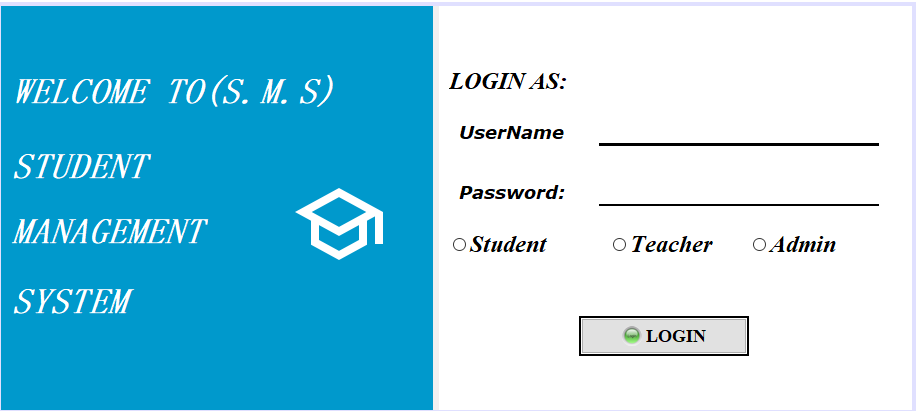 WELCOME TO(S.M.S)
STUDENT
MANAGEMENT
SYSTEM
LOGIN AS:
UserName
Password:
Student Teacher Admin
LOGIN